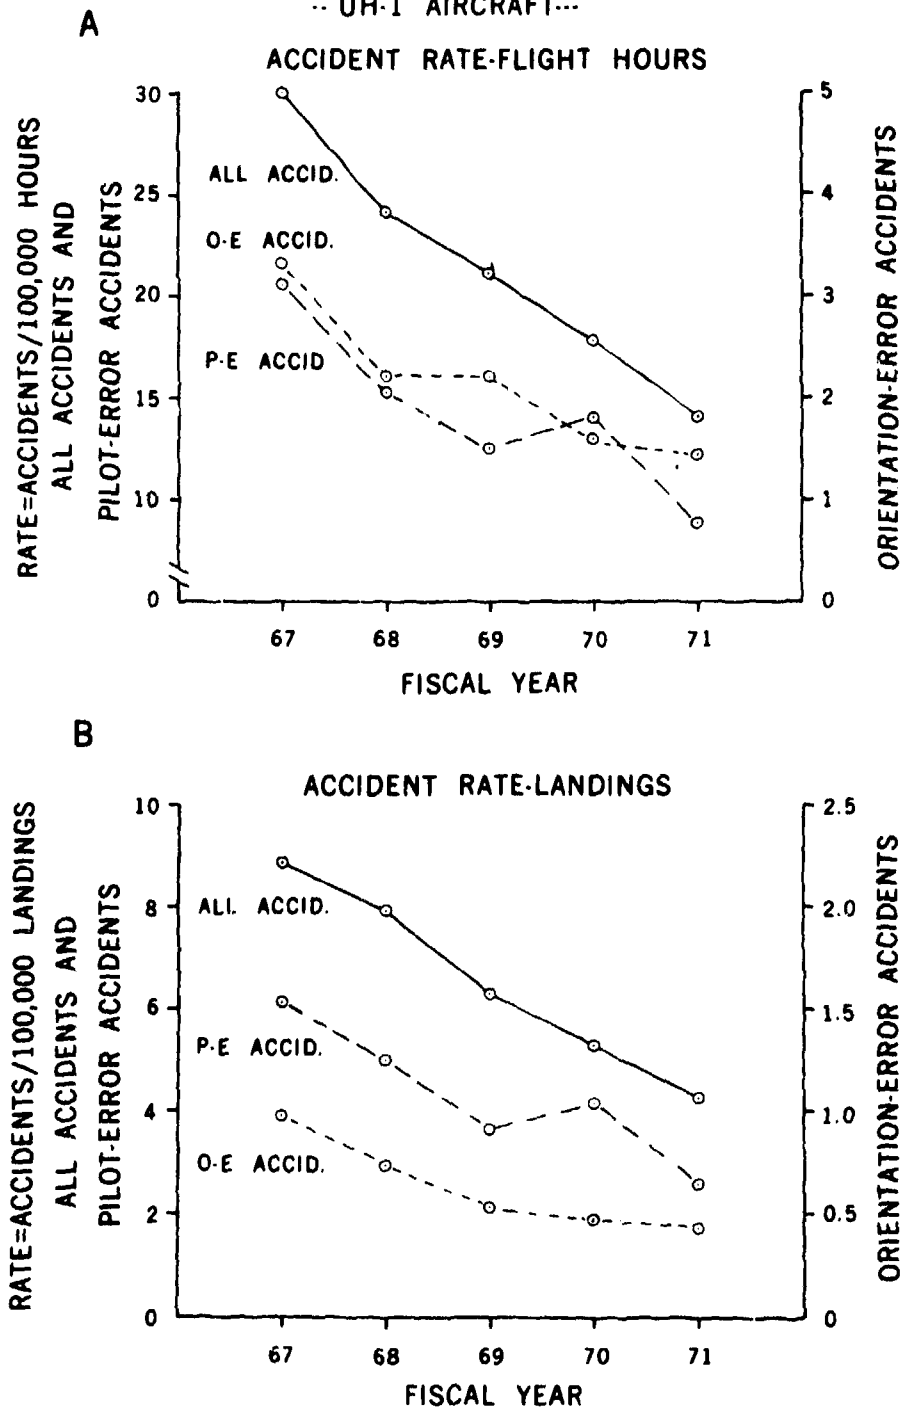 ·· UH-1 AIRCRAFT···
A
ACCIDENT RATE-FLIGHT HOURS
RATE=ACCIDENTS/100,000 HOURS
ALL ACCIDENTS AND
PILOT-ERROR ACCIDENTS
30
25
20
15
10
0
ALL ACCID.
O-E ACCID.
P-E ACCID
5
4
3
2
1
0
ORIENTATION-ERROR ACCIDENTS
67 68 69 70 71
FISCAL YEAR
B
ACCIDENT RATE-LANDINGS
RATE=ACCIDENTS/100,000 LANDINGS
ALL ACCIDENTS AND
PILOT-ERROR ACCIDENTS
10
8
6
4
2
0
ALL ACCID.
P-E ACCID.
O-E ACCID.
2.5
2.0
1.5
1.0
0.5
0
ORIENTATION-ERROR ACCIDENTS
67 68 69 70 71
FISCAL YEAR